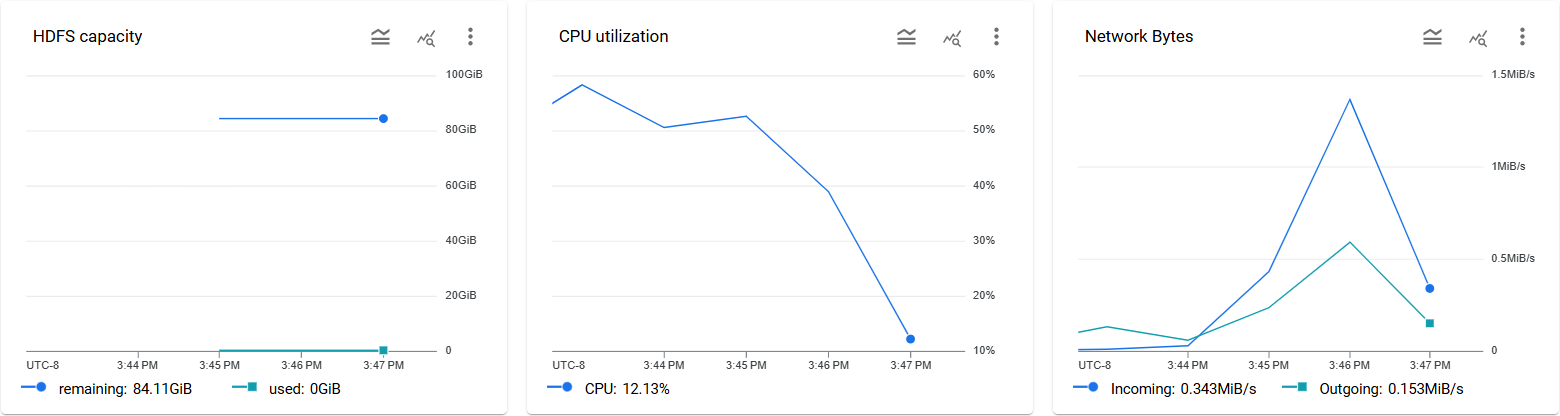 HDFS capacity
100GiB
80GiB
60GiB
40GiB
20GiB
0
UTC-8 3:44 PM 3:45 PM 3:46 PM 3:47 PM
remaining: 84.11GiB used: 0GiB
CPU utilization
60%
50%
40%
30%
20%
10%
UTC-8 3:44 PM 3:45 PM 3:46 PM 3:47 PM
CPU: 12.13%
Network Bytes
1.5MiB/s
1MiB/s
0.5MiB/s
0
UTC-8 3:44 PM 3:45 PM 3:46 PM 3:47 PM
Incoming: 0.343MiB/s Outgoing: 0.153MiB/s